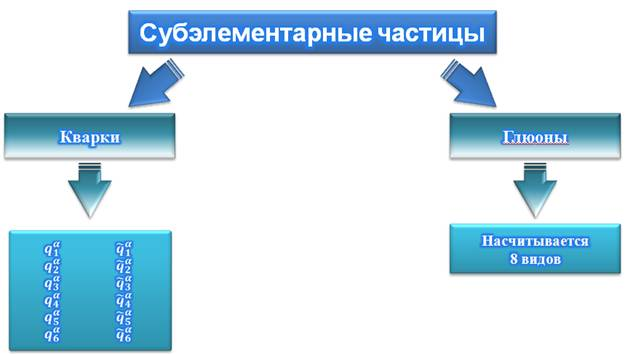 Субэлементарные частицы
Кварки
Глюоны
Насчитывается
8 видов
q₁^α q̃₁^α
q₂^α q̃₂^α
q₃^α q̃₃^α
q₄^α q̃₄^α
q₅^α q̃₅^α
q₆^α q̃₆^α